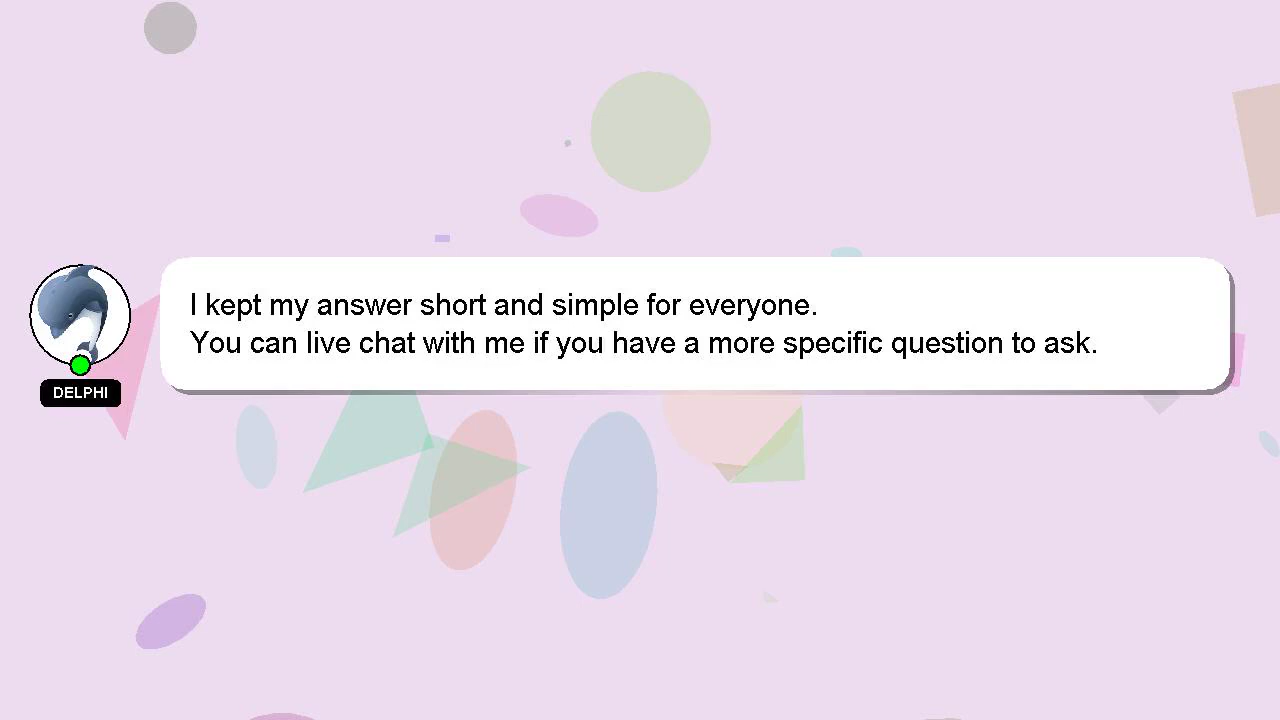 I kept my answer short and simple for everyone.
You can live chat with me if you have a more specific question to ask.
DELPHI